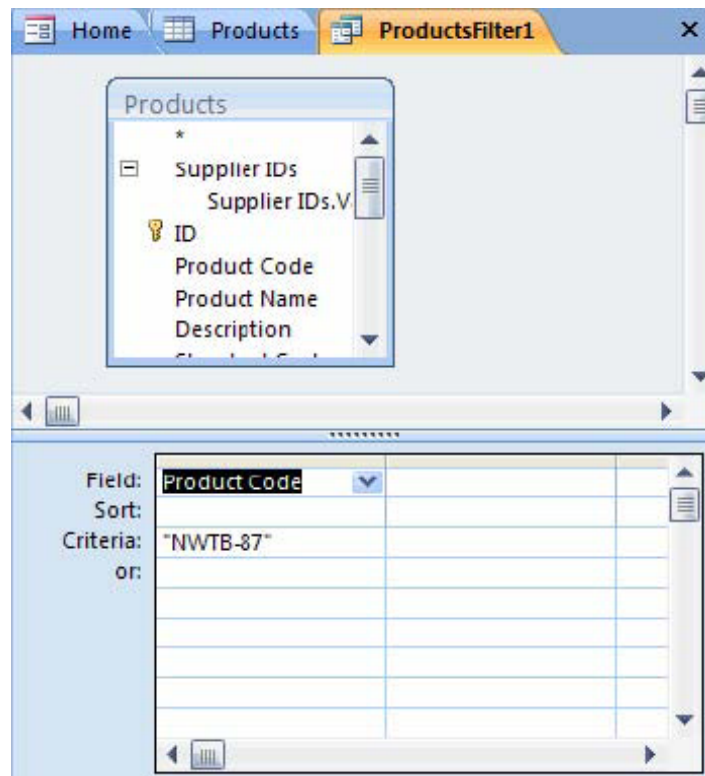 Home Products ProductsFilter1
Products
*
Supplier IDs
Supplier IDs.V
ID
Product Code
Product Name
Description
Field: Product Code
Sort:
Criteria: "NWTB-87"
or: